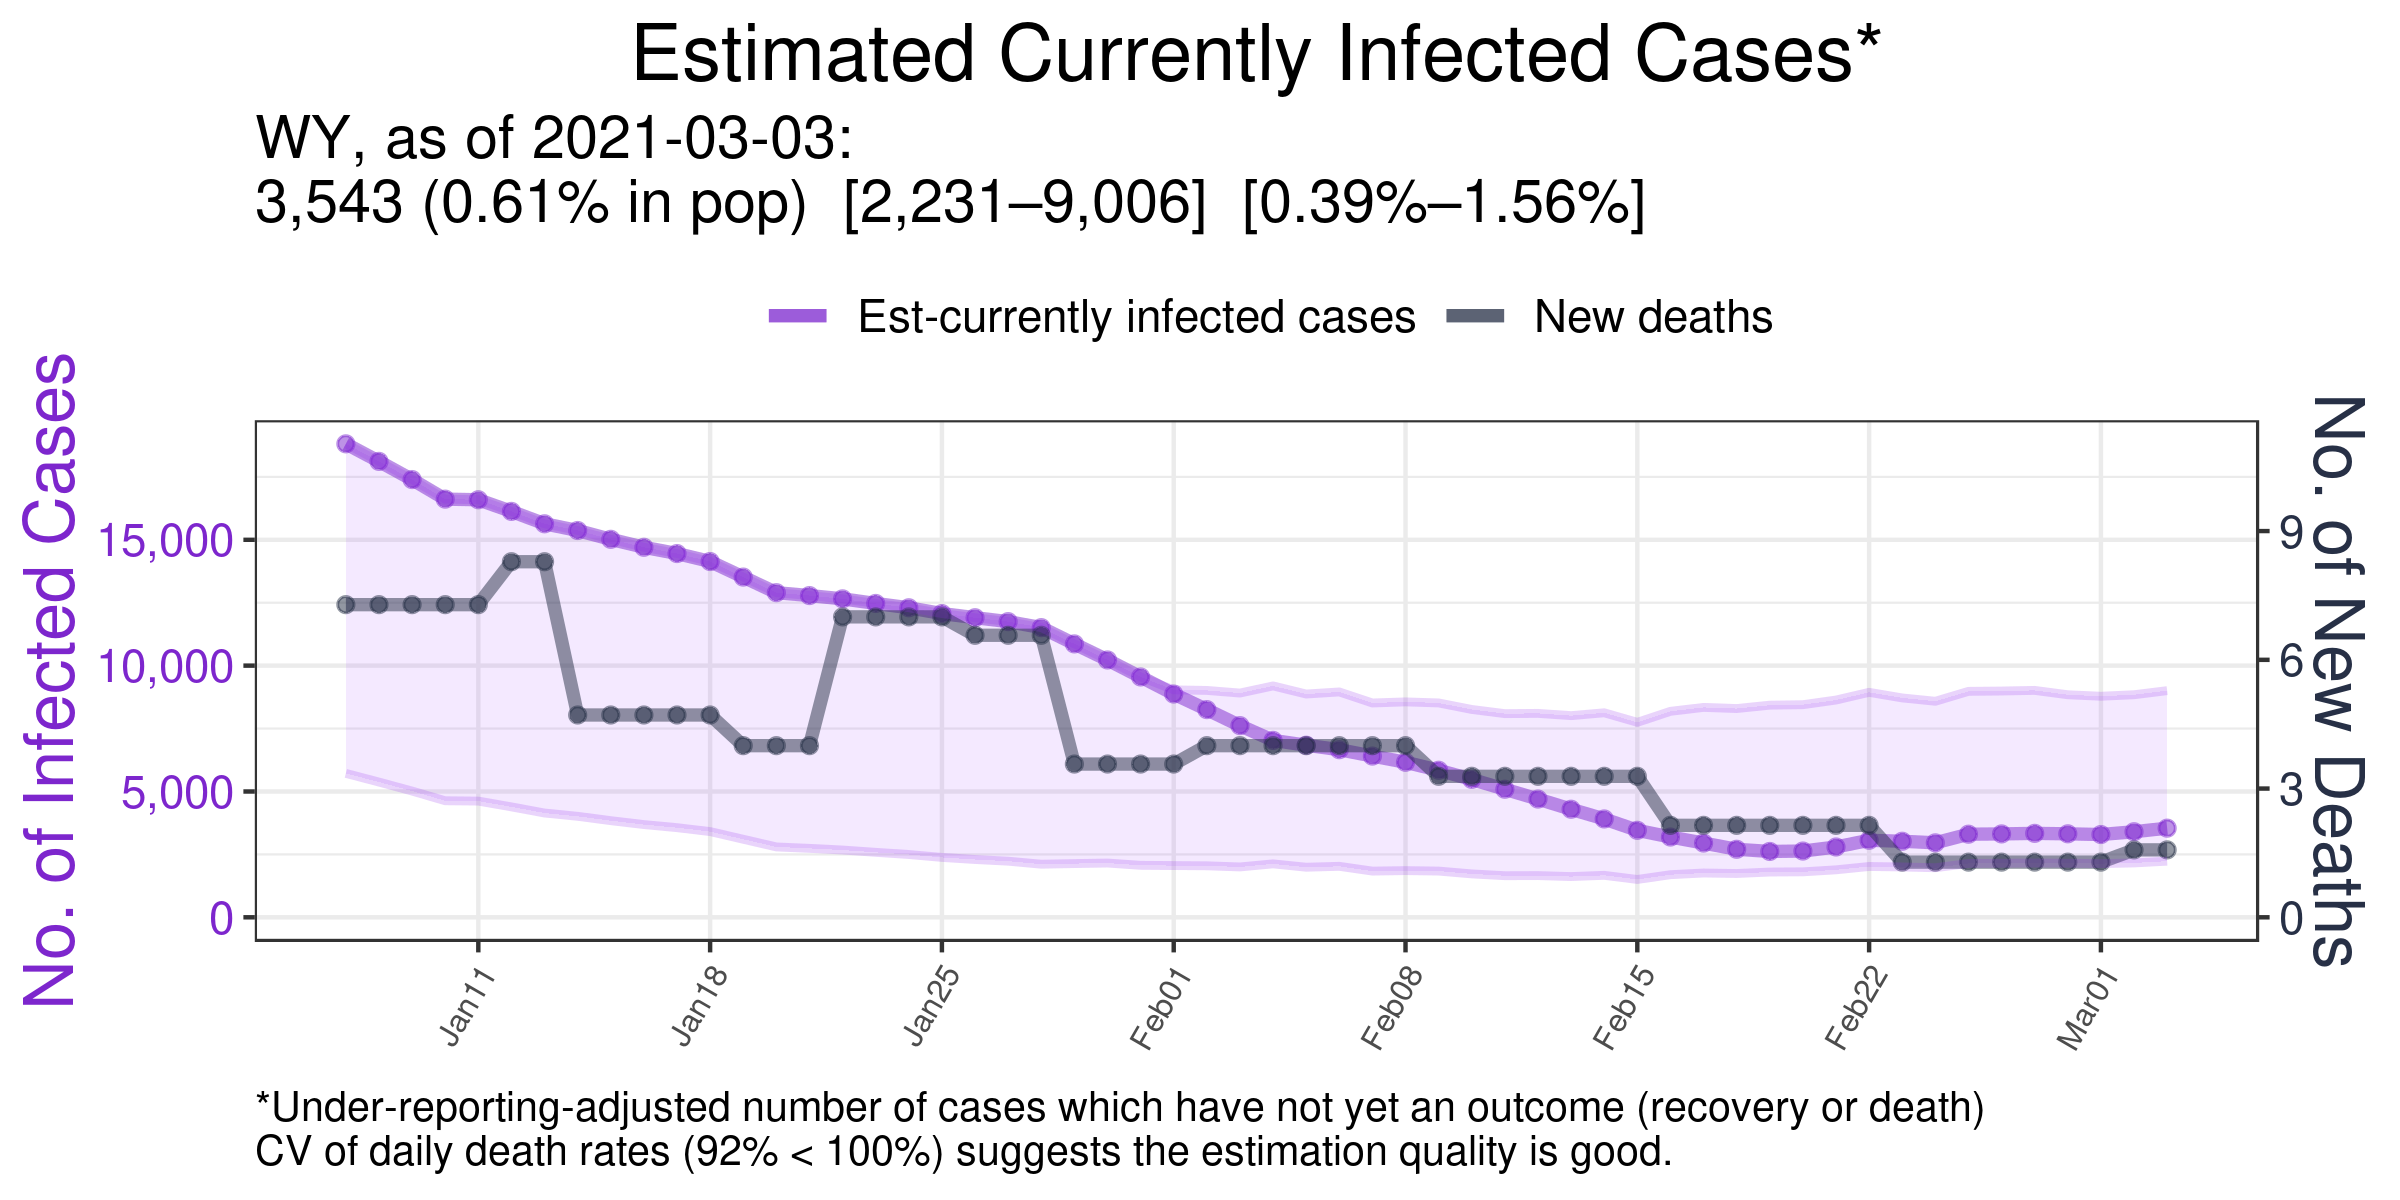 Estimated Currently Infected Cases*
WY, as of 2021-03-03:
3,543 (0.61% in pop)  [2,231–9,006]  [0.39%–1.56%]
Est-currently infected cases
New deaths
No. of Infected Cases
15,000
10,000
5,000
0
No. of New Deaths
9
6
3
0
Jan11
Jan18
Jan25
Feb01
Feb08
Feb15
Feb22
Mar01
*Under-reporting-adjusted number of cases which have not yet an outcome (recovery or death)
CV of daily death rates (92% < 100%) suggests the estimation quality is good.